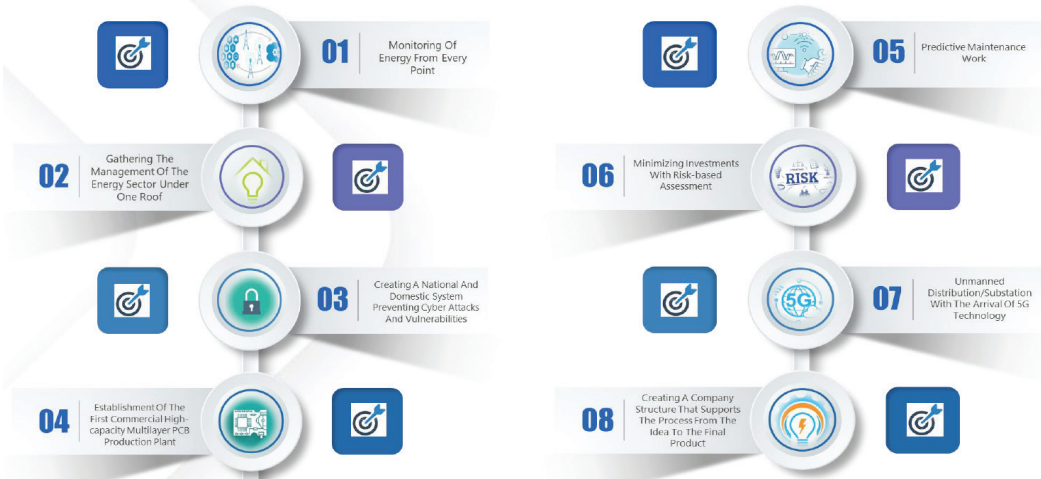 01
Monitoring Of
Energy From Every
Point
02
Gathering The
Management Of The
Energy Sector Under
One Roof
03
Creating A National And
Domestic System
Preventing Cyber Attacks
And Vulnerabilities
04
Establishment Of The
First Commercial High-
capacity Multilayer PCB
Production Plant
05
Predictive Maintenance
Work
06
Minimizing Investments
With Risk-based
Assessment
RISK
07
Unmanned
Distribution/Substation
With The Arrival Of 5G
Technology
5G
08
Creating A Company
Structure That Supports
The Process From The
Idea To The Final
Product